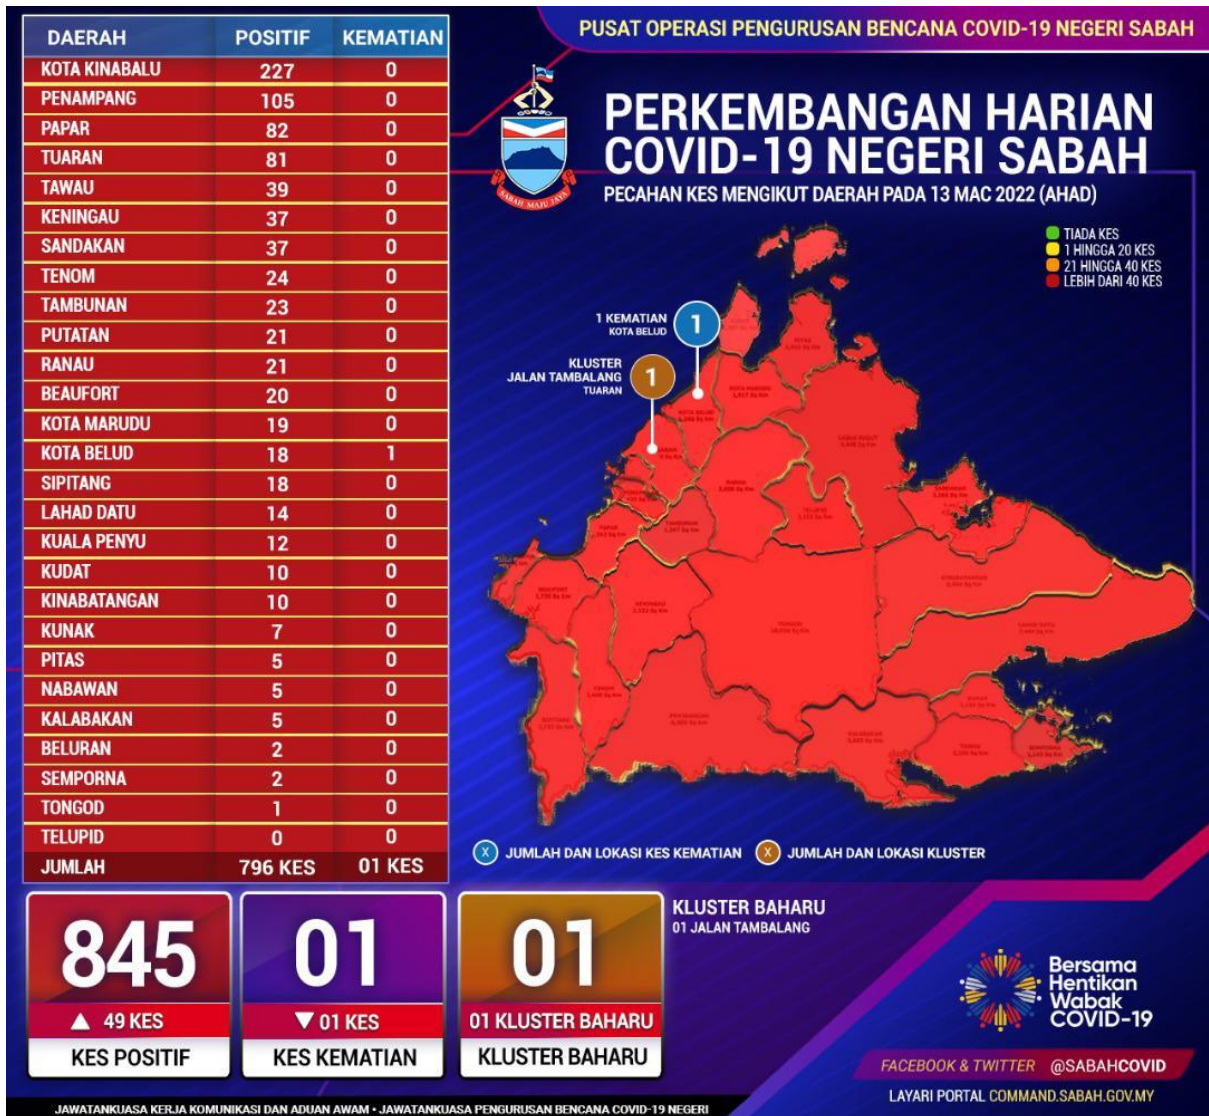 DAERAH POSITIF KEMATIAN
KOTA KINABALU 227 0
PENAMPANG 105 0
PAPAR 82 0
TUARAN 81 0
TAWAU 39 0
KENINGAU 37 0
SANDAKAN 37 0
TENOM 24 0
TAMBUNAN 23 0
PUTATAN 21 0
RANAU 21 0
BEAUFORT 20 0
KOTA MARUDU 19 0
KOTA BELUD 18 1
SIPITANG 18 0
LAHAD DATU 14 0
KUALA PENYU 12 0
KUDAT 10 0
KINABATANGAN 10 0
KUNAK 7 0
PITAS 5 0
NABAWAN 5 0
KALABAKAN 5 0
BELURAN 2 0
SEMPORNA 2 0
TONGOD 1 0
TELUPID 0 0
JUMLAH 796 KES 01 KES
PUSAT OPERASI PENGURUSAN BENCANA COVID-19 NEGERI SABAH
SABAH MAJU JAYA
PERKEMBANGAN HARIAN
COVID-19 NEGERI SABAH
PECAHAN KES MENGIKUT DAERAH PADA 13 MAC 2022 (AHAD)
TIADA KES
1 HINGGA 20 KES
21 HINGGA 40 KES
LEBIH DARI 40 KES
1 KEMATIAN
KOTA BELUD
1
KLUSTER
JALAN TAMBALANG
TUARAN
1
X JUMLAH DAN LOKASI KES KEMATIAN
X JUMLAH DAN LOKASI KLUSTER
845
▲ 49 KES
KES POSITIF
01
▼ 01 KES
KES KEMATIAN
01
01 KLUSTER BAHARU
KLUSTER BAHARU
KLUSTER BAHARU
01 JALAN TAMBALANG
Bersama
Hentikan
Wabak
COVID-19
FACEBOOK & TWITTER @SABAHCOVID
LAYARI PORTAL COMMAND.SABAH.GOV.MY
JAWATANKUASA KERJA KOMUNIKASI DAN ADUAN AWAM • JAWATANKUASA PENGURUSAN BENCANA COVID-19 NEGERI